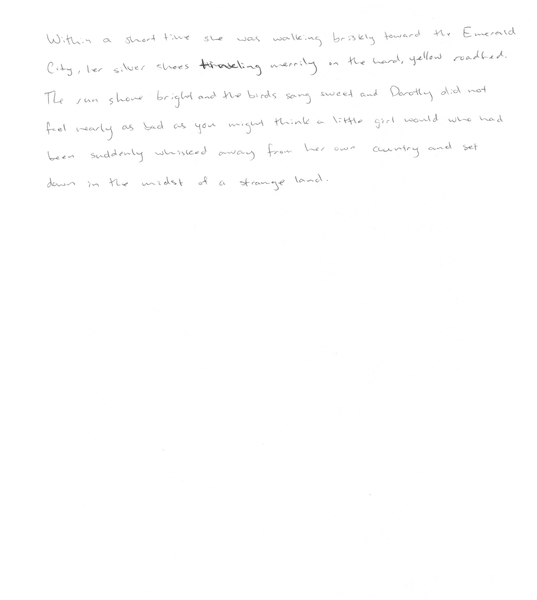 Within a short time she was walking briskly toward the Emerald
City, her silver shoes traveling merrily on the hard, yellow roadbed.
The sun shone bright and the birds sang sweet and Dorothy did not
feel nearly as bad as you might think a little girl would who had
been suddenly whisked away from her own country and set
down in the midst of a strange land.